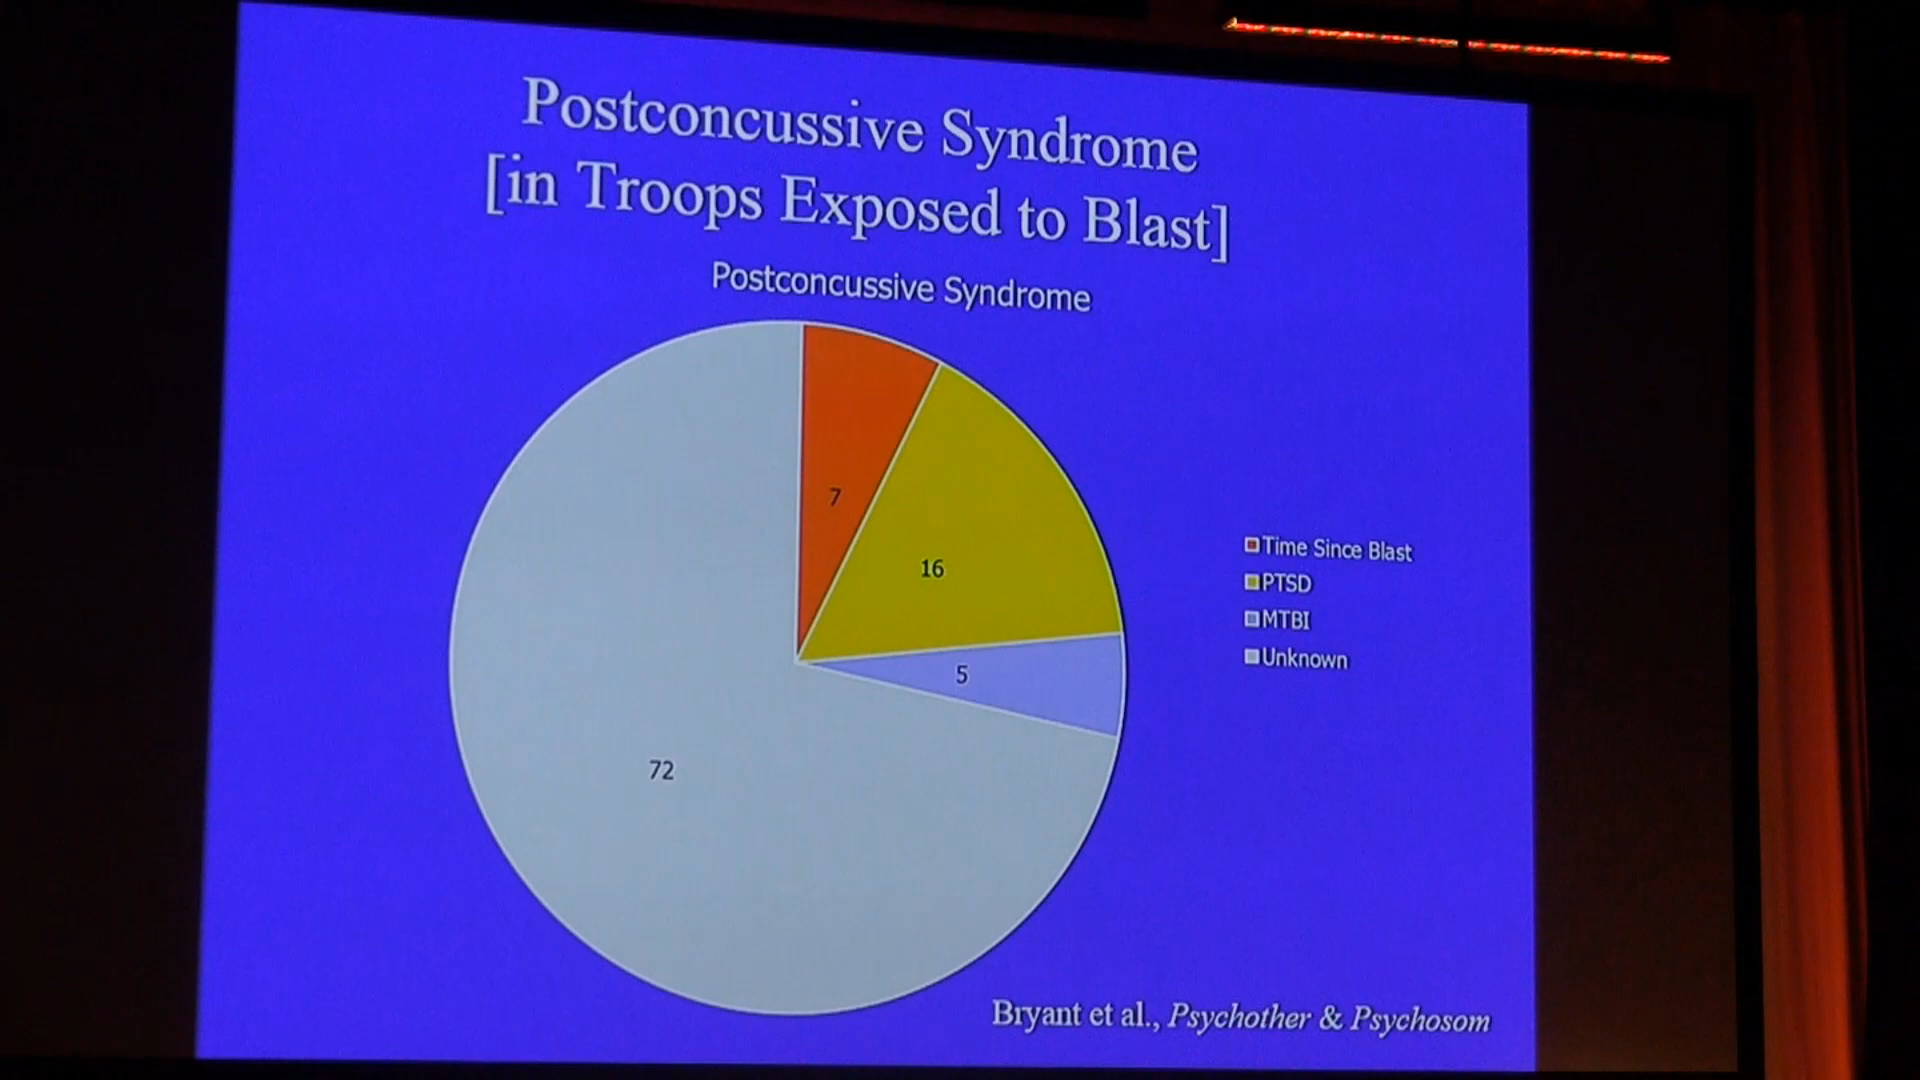 Postconcussive Syndrome
[in Troops Exposed to Blast]
Postconcussive Syndrome
7
16
5
72
Time Since Blast
PTSD
MTBI
Unknown
Bryant et al., Psychother & Psychosom